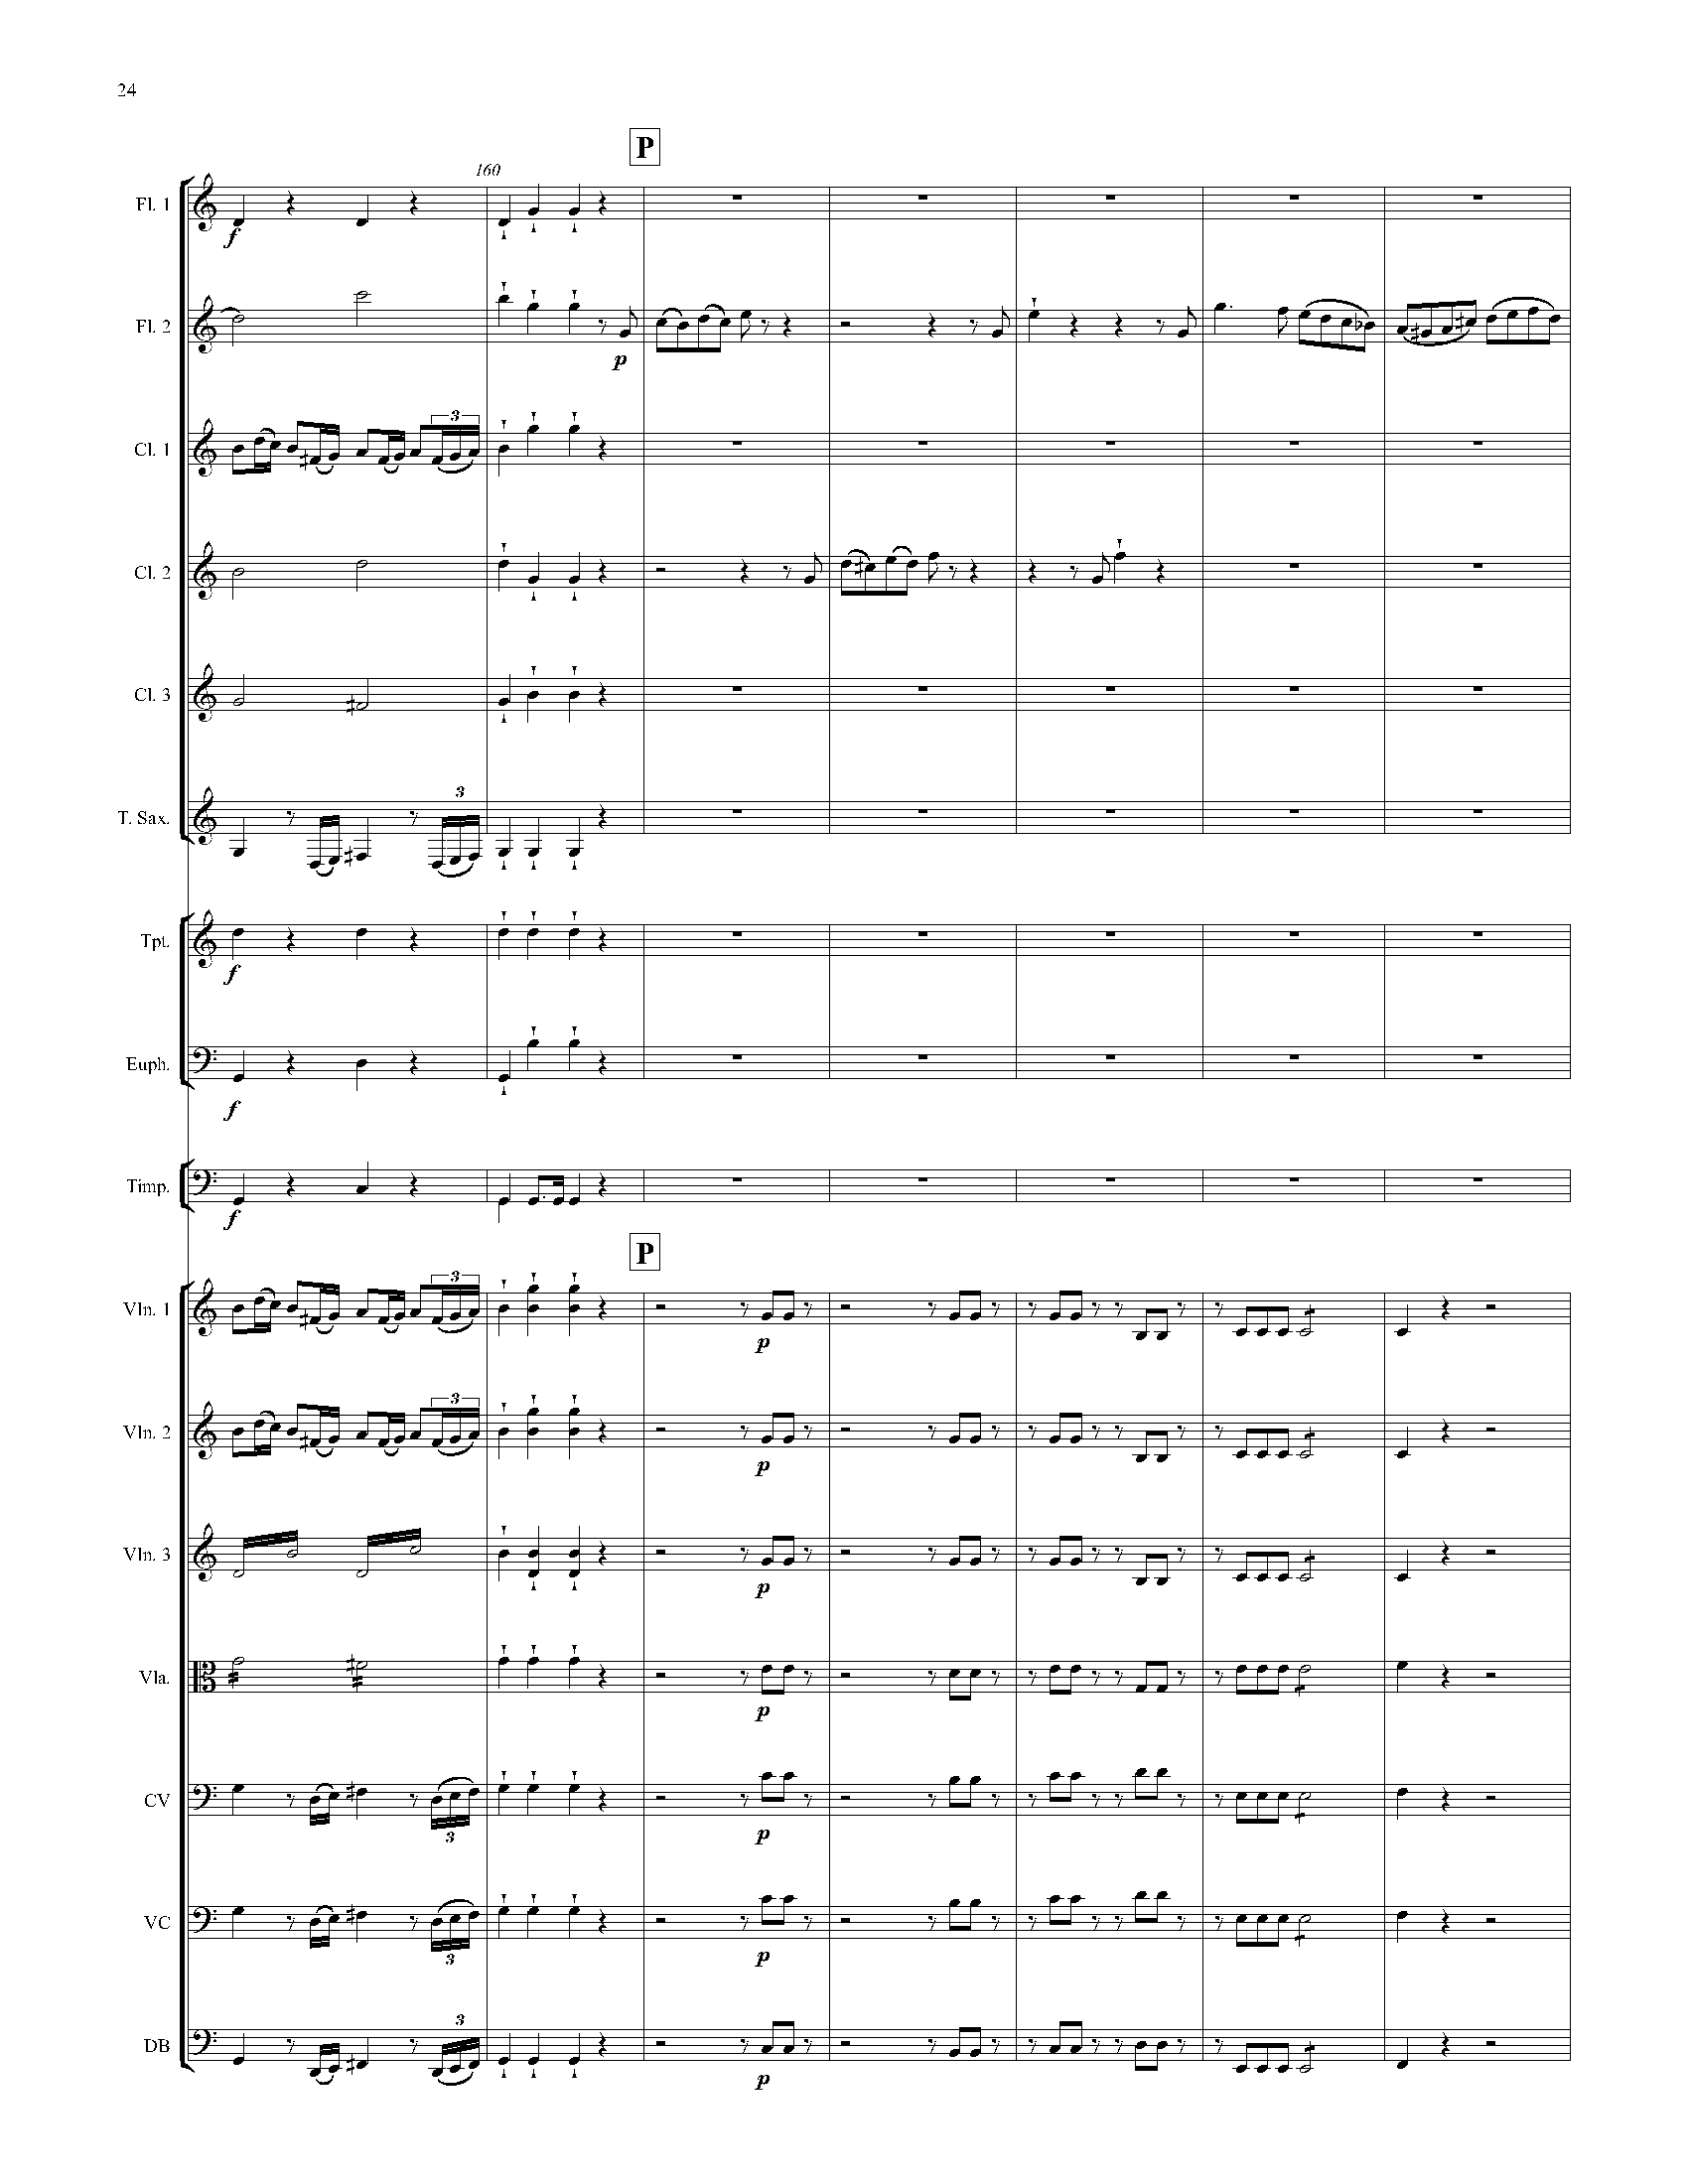 24
P
160
Fl. 1
f
Fl. 2
p
3
Cl. 1
Cl. 2
Cl. 3
3
T. Sax.
Tpt.
f
Euph.
f
Timp.
f
P
3
Vln. 1
p
3
Vln. 2
p
Vln. 3
p
Vla.
p
CV
3
p
VC
3
p
3
DB
p